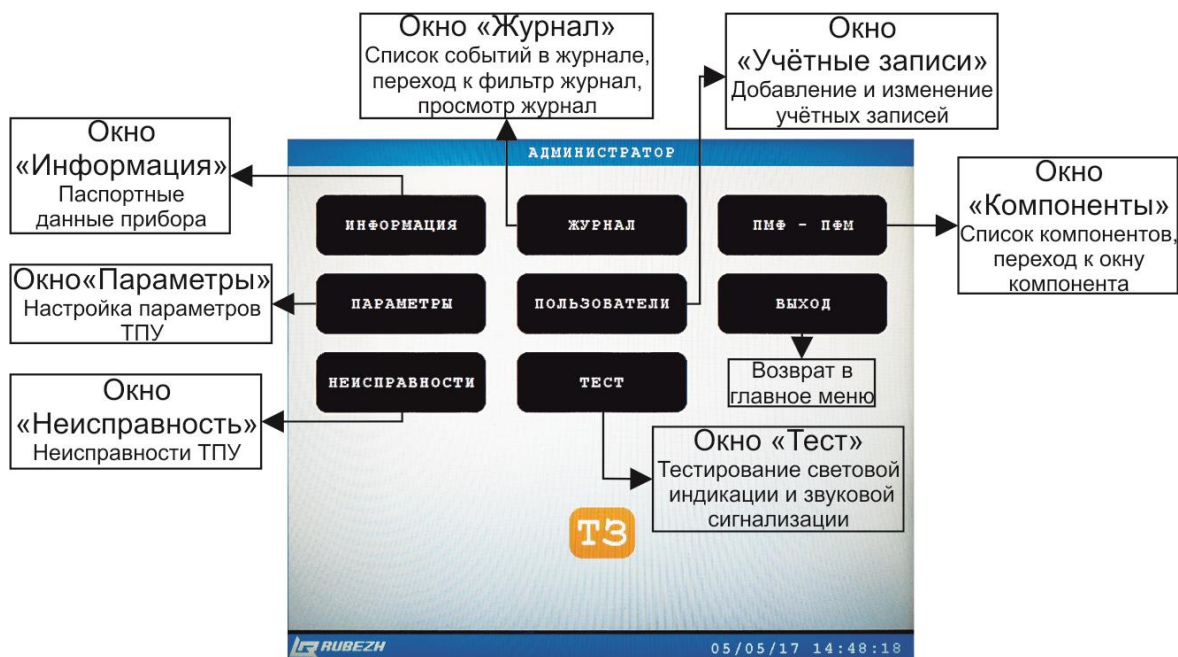 Окно «Журнал»
Список событий в журнале,
переход к фильтр журнал,
просмотр журнал
Окно
«Учётные записи»
Добавление и изменение
учётных записей
Окно
«Информация»
Паспортные
данные прибора
Окно
«Компоненты»
Список компонентов,
переход к окну
компонента
Окно«Параметры»
Настройка параметров
ТПУ
Окно
«Неисправность»
Неисправности ТПУ
АДМИНИСТРАТОР
ИНФОРМАЦИЯ
ЖУРНАЛ
ПМФ - ПФМ
ПАРАМЕТРЫ
ПОЛЬЗОВАТЕЛИ
ВЫХОД
НЕИСПРАВНОСТИ
ТЕСТ
Возврат в
главное меню
Окно «Тест»
Тестирование световой
индикации и звуковой
сигнализации
ТЗ
RUBEZH
05/05/17 14:48:18